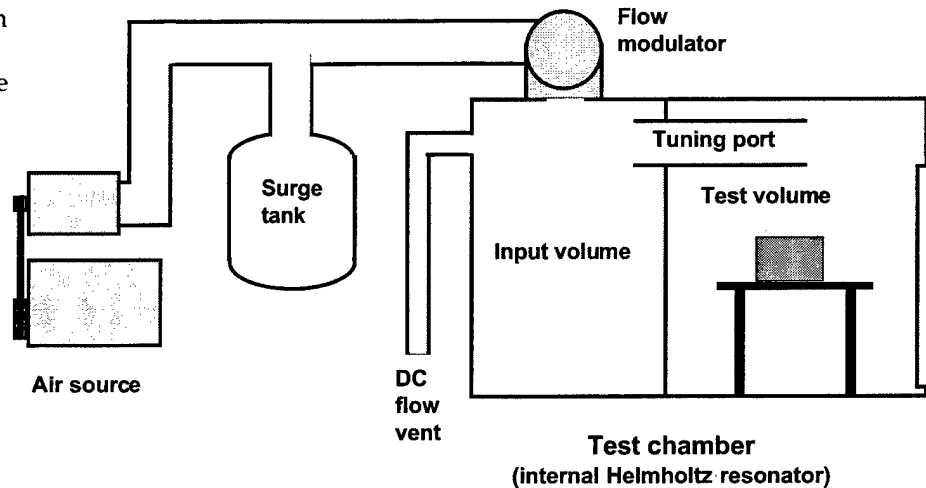 Flow
modulator
Tuning port
Surge
tank
Test volume
Input volume
Air source
DC
flow
vent
Test chamber
(internal Helmholtz resonator)